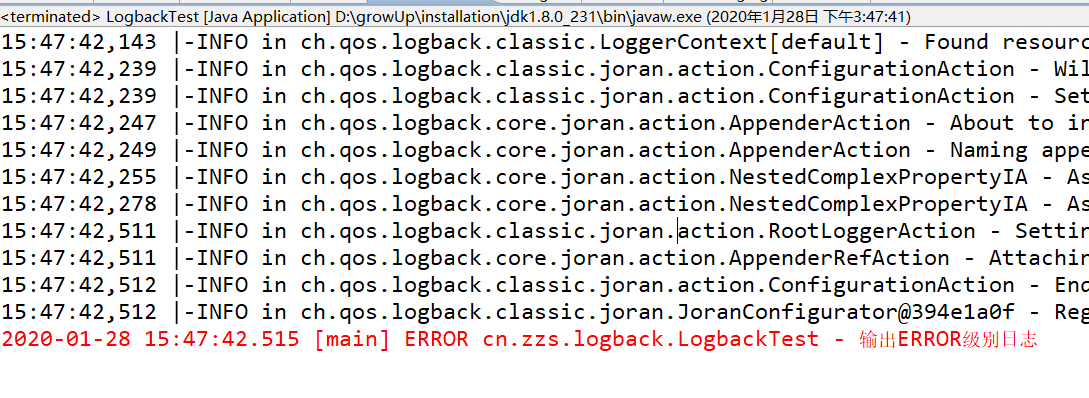 <terminated> LogbackTest [Java Application] D:\growUp\installation\jdk1.8.0_231\bin\javaw.exe (2020年1月28日 下午3:47:41)
15:47:42,143 |-INFO in ch.qos.logback.classic.LoggerContext[default] - Found resourc
15:47:42,239 |-INFO in ch.qos.logback.classic.joran.action.ConfigurationAction - Wil
15:47:42,239 |-INFO in ch.qos.logback.classic.joran.action.ConfigurationAction - Set
15:47:42,247 |-INFO in ch.qos.logback.core.joran.action.AppenderAction - About to in
15:47:42,249 |-INFO in ch.qos.logback.core.joran.action.AppenderAction - Naming appe
15:47:42,255 |-INFO in ch.qos.logback.core.joran.action.NestedComplexPropertyIA - As
15:47:42,278 |-INFO in ch.qos.logback.core.joran.action.NestedComplexPropertyIA - As
15:47:42,511 |-INFO in ch.qos.logback.classic.joran.action.RootLoggerAction - Settin
15:47:42,511 |-INFO in ch.qos.logback.core.joran.action.AppenderRefAction - Attachin
15:47:42,512 |-INFO in ch.qos.logback.classic.joran.action.ConfigurationAction - End
15:47:42,512 |-INFO in ch.qos.logback.classic.joran.JoranConfigurator@394e1a0f - Reg
2020-01-28 15:47:42.515 [main] ERROR cn.zzs.logback.LogbackTest - 输出ERROR级别日志